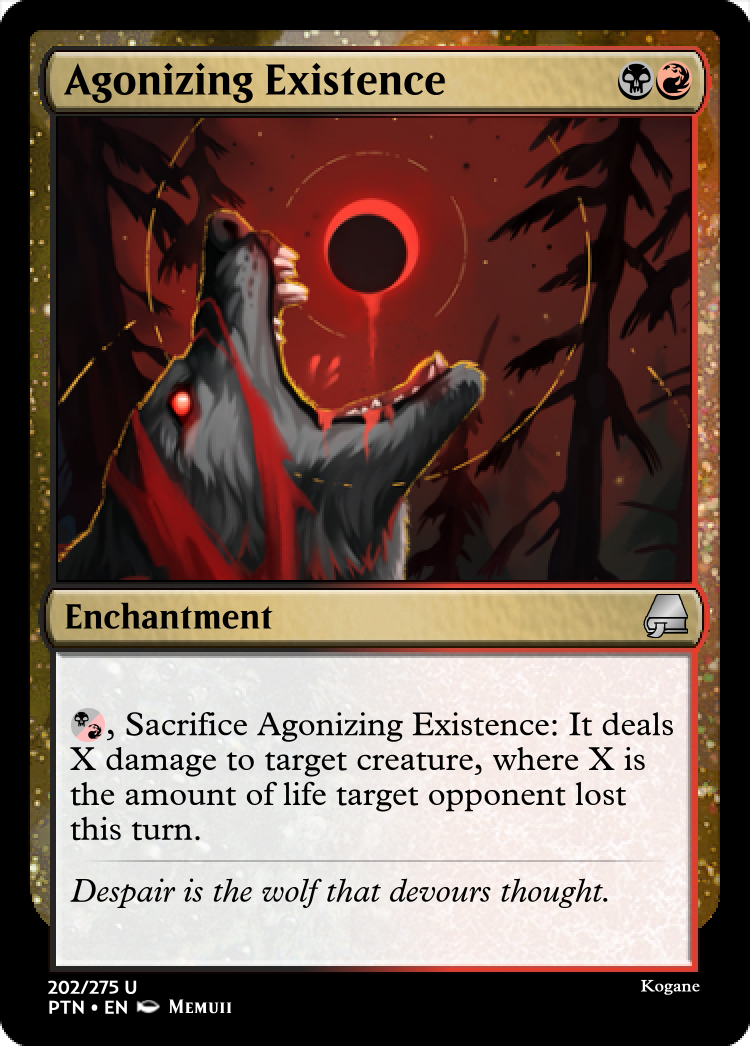 Agonizing Existence
Enchantment
, Sacrifice Agonizing Existence: It deals
X damage to target creature, where X is
the amount of life target opponent lost
this turn.
Despair is the wolf that devours thought.
202/275 U
Kogane
PTN • EN Memuii